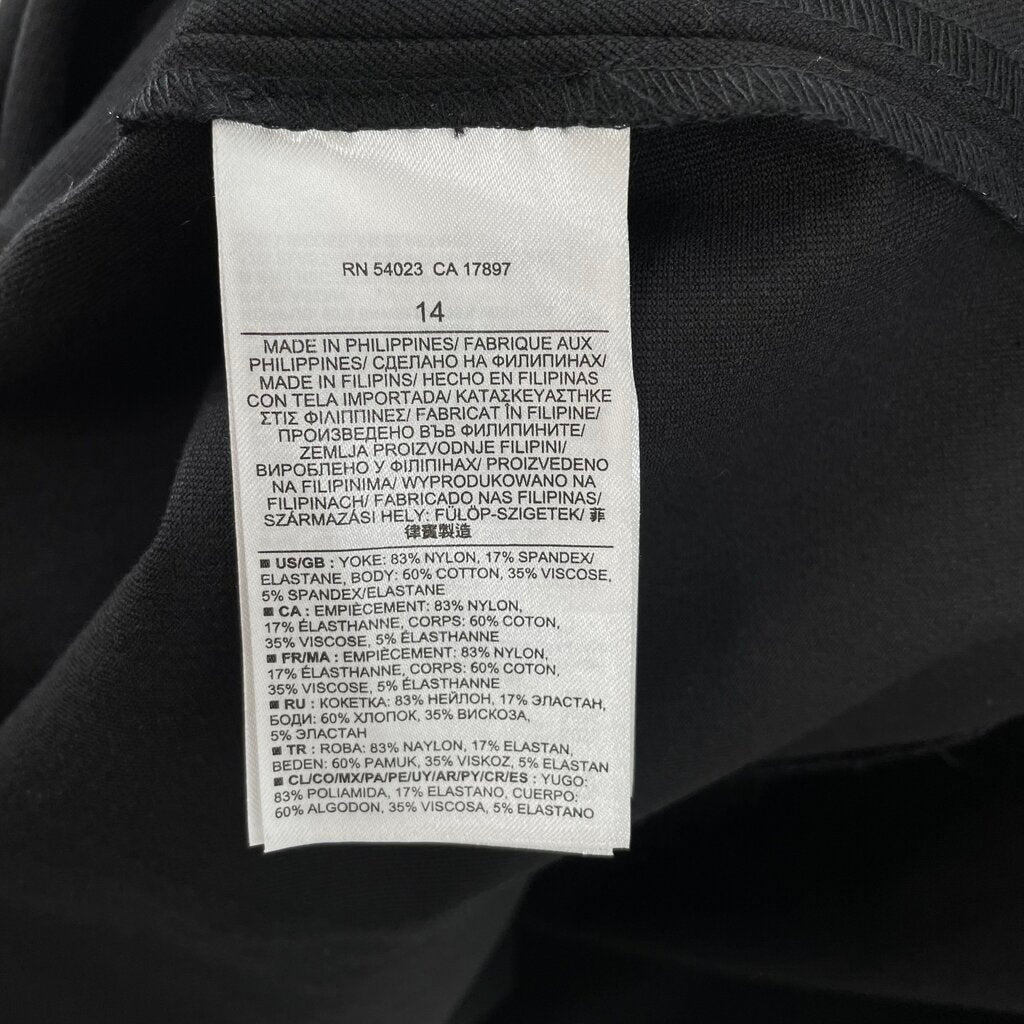 RN 54023 CA 17897
14
MADE IN PHILIPPINES/ FABRIQUE AUX
PHILIPPINES/ СДЕЛАНО НА ФИЛИПИНАХ/
MADE IN FILIPINS/ HECHO EN FILIPINAS
CON TELA IMPORTADA/ ΚΑΤΑΣΚΕΥΑΣΤΗΚΕ
ΣΤΙΣ ΦΙΛΙΠΠΙΝΕΣ/ FABRICAT ÎN FILIPINE/
ПРОИЗВЕДЕНО ВЪВ ФИЛИПИНИТЕ/
ZEMLJA PROIZVODNJE FILIPINI/
ВИРОБЛЕНО У ФІЛІПІНАХ/ PROIZVEDENO
NA FILIPINIMA/ WYPRODUKOWANO NA
FILIPINACH/ FABRICADO NAS FILIPINAS/
SZÁRMAZÁSI HELY: FÜLÖP-SZIGETEK/ 菲
律賓製造
US/GB : YOKE: 83% NYLON, 17% SPANDEX/
ELASTANE, BODY: 60% COTTON, 35% VISCOSE,
5% SPANDEX/ELASTANE
CA : EMPIÈCEMENT: 83% NYLON,
17% ÉLASTHANNE, CORPS: 60% COTON,
35% VISCOSE, 5% ÉLASTHANNE
FR/MA : EMPIÈCEMENT: 83% NYLON,
17% ÉLASTHANNE, CORPS: 60% COTON,
35% VISCOSE, 5% ÉLASTHANNE
RU : КОКЕТКА: 83% НЕЙЛОН, 17% ЭЛАСТАН,
БОДИ: 60% ХЛОПОК, 35% ВИСКОЗА,
5% ЭЛАСТАН
TR : ROBA: 83% NAYLON, 17% ELASTAN,
BEDEN: 60% PAMUK, 35% VISKOZ, 5% ELASTAN
CL/CO/MX/PA/PE/UY/AR/PY/CR/ES : YUGO:
83% POLIAMIDA, 17% ELASTANO, CUERPO:
60% ALGODON, 35% VISCOSA, 5% ELASTANO